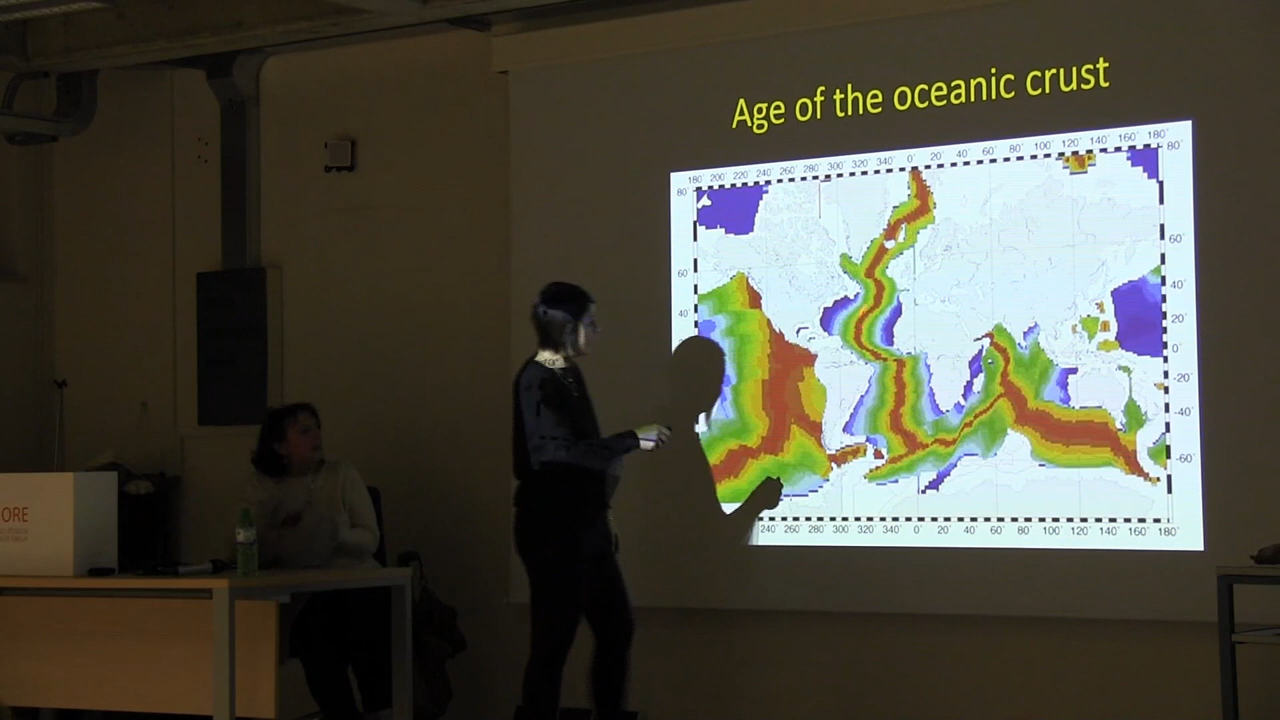 Age of the oceanic crust
180° 200° 220° 240° 260° 280° 300° 320° 340° 0° 20° 40° 60° 80° 100° 120° 140° 160° 180°
80° 80°
60° 60°
40° 40°
20°
0°
-20°
-40°
-60°
240° 260° 280° 300° 320° 340° 0° 20° 40° 60° 80° 100° 120° 140° 160° 180°
ORE